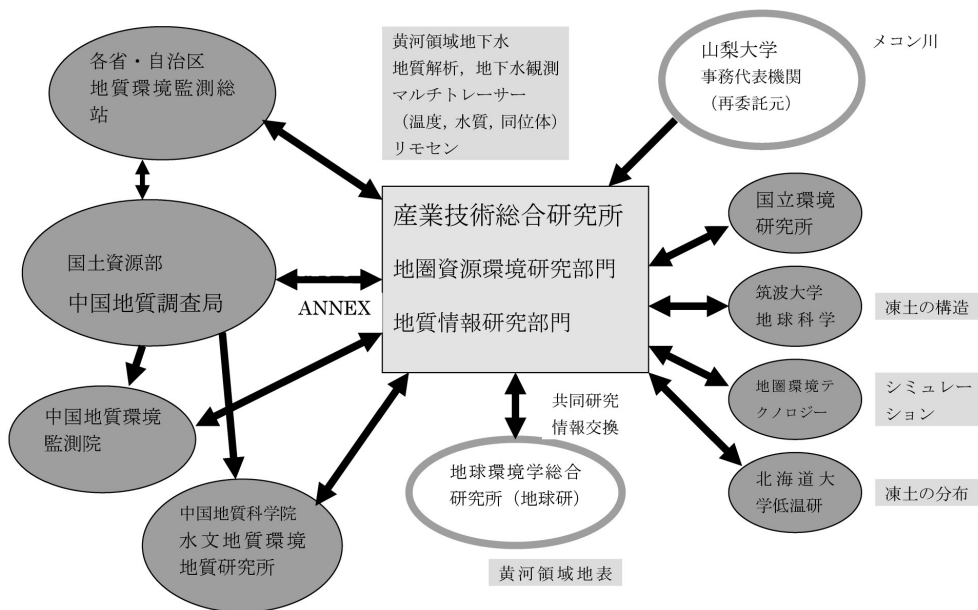 各省・自治区
地質環境監測総
站
黄河領域地下水
地質解析，地下水観測
マルチトレーサー
（温度，水質，同位体）
リモセン
山梨大学
事務代表機関
（再委託元）
メコン川
国土資源部
中国地質調査局
ANNEX
産業技術総合研究所
地圏資源環境研究部門
地質情報研究部門
国立環境
研究所
筑波大学
地球科学
凍土の構造
地圏環境テ
クノロジー
シミュレー
ション
北海道大
学低温研
凍土の分布
中国地質環境
監測院
中国地質科学院
水文地質環境
地質研究所
共同研究
情報交換
地球環境学総合
研究所（地球研）
黄河領域地表